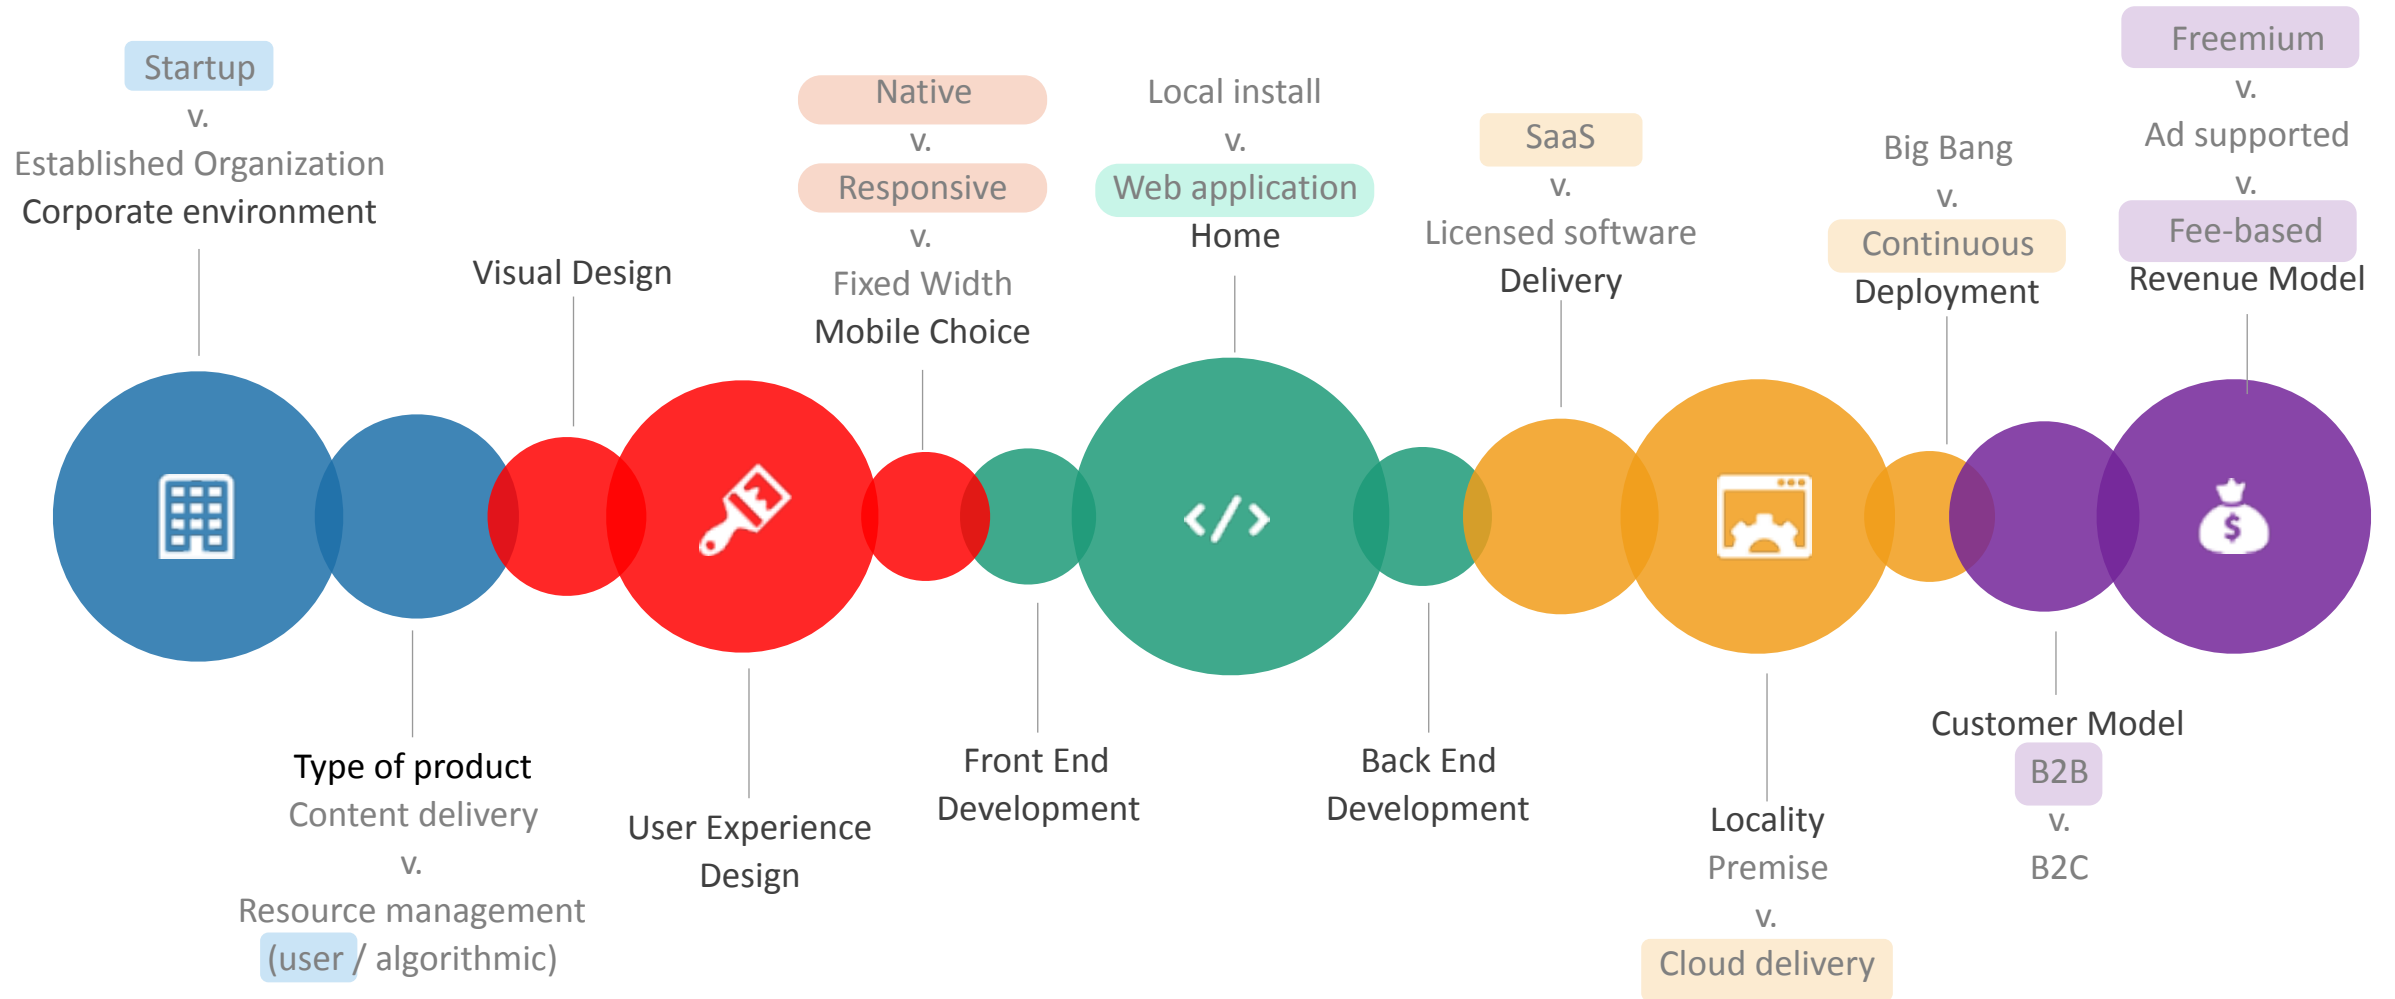 Startup
v.
Established Organization
Corporate environment
Type of product
Content delivery
v.
Resource management
(user / algorithmic)
Visual Design
User Experience
Design
Native
v.
Responsive
v.
Fixed Width
Mobile Choice
Front End
Development
Local install
v.
Web application
Home
</>
Back End
Development
SaaS
v.
Licensed software
Delivery
Locality
Premise
v.
Cloud delivery
Big Bang
v.
Continuous
Deployment
Customer Model
B2B
v.
B2C
Freemium
v.
Ad supported
v.
Fee-based
Revenue Model
$